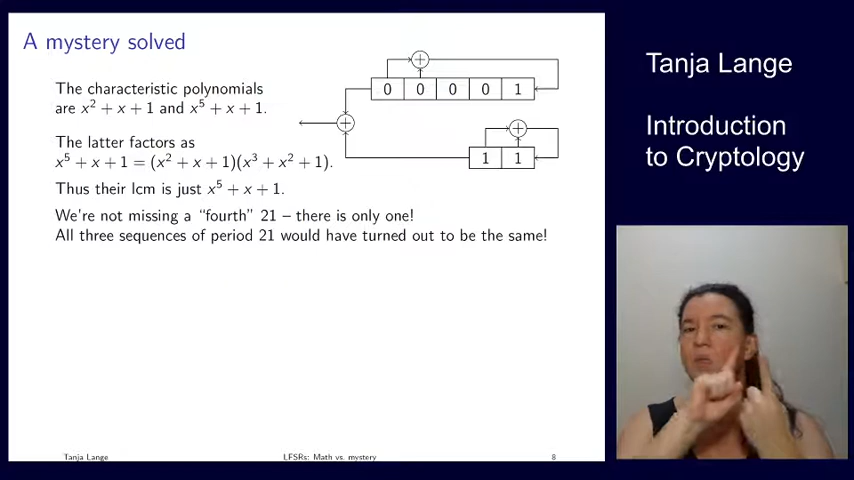 A mystery solved
The characteristic polynomials
are x² + x + 1 and x⁵ + x + 1.
The latter factors as
x⁵ + x + 1 = (x² + x + 1)(x³ + x² + 1).
Thus their lcm is just x⁵ + x + 1.
We're not missing a “fourth” 21 – there is only one!
All three sequences of period 21 would have turned out to be the same!
+
0 0 0 0 1
+
+
1 1
Tanja Lange
LFSRs: Math vs. mystery
8
Tanja Lange
Introduction
to Cryptology